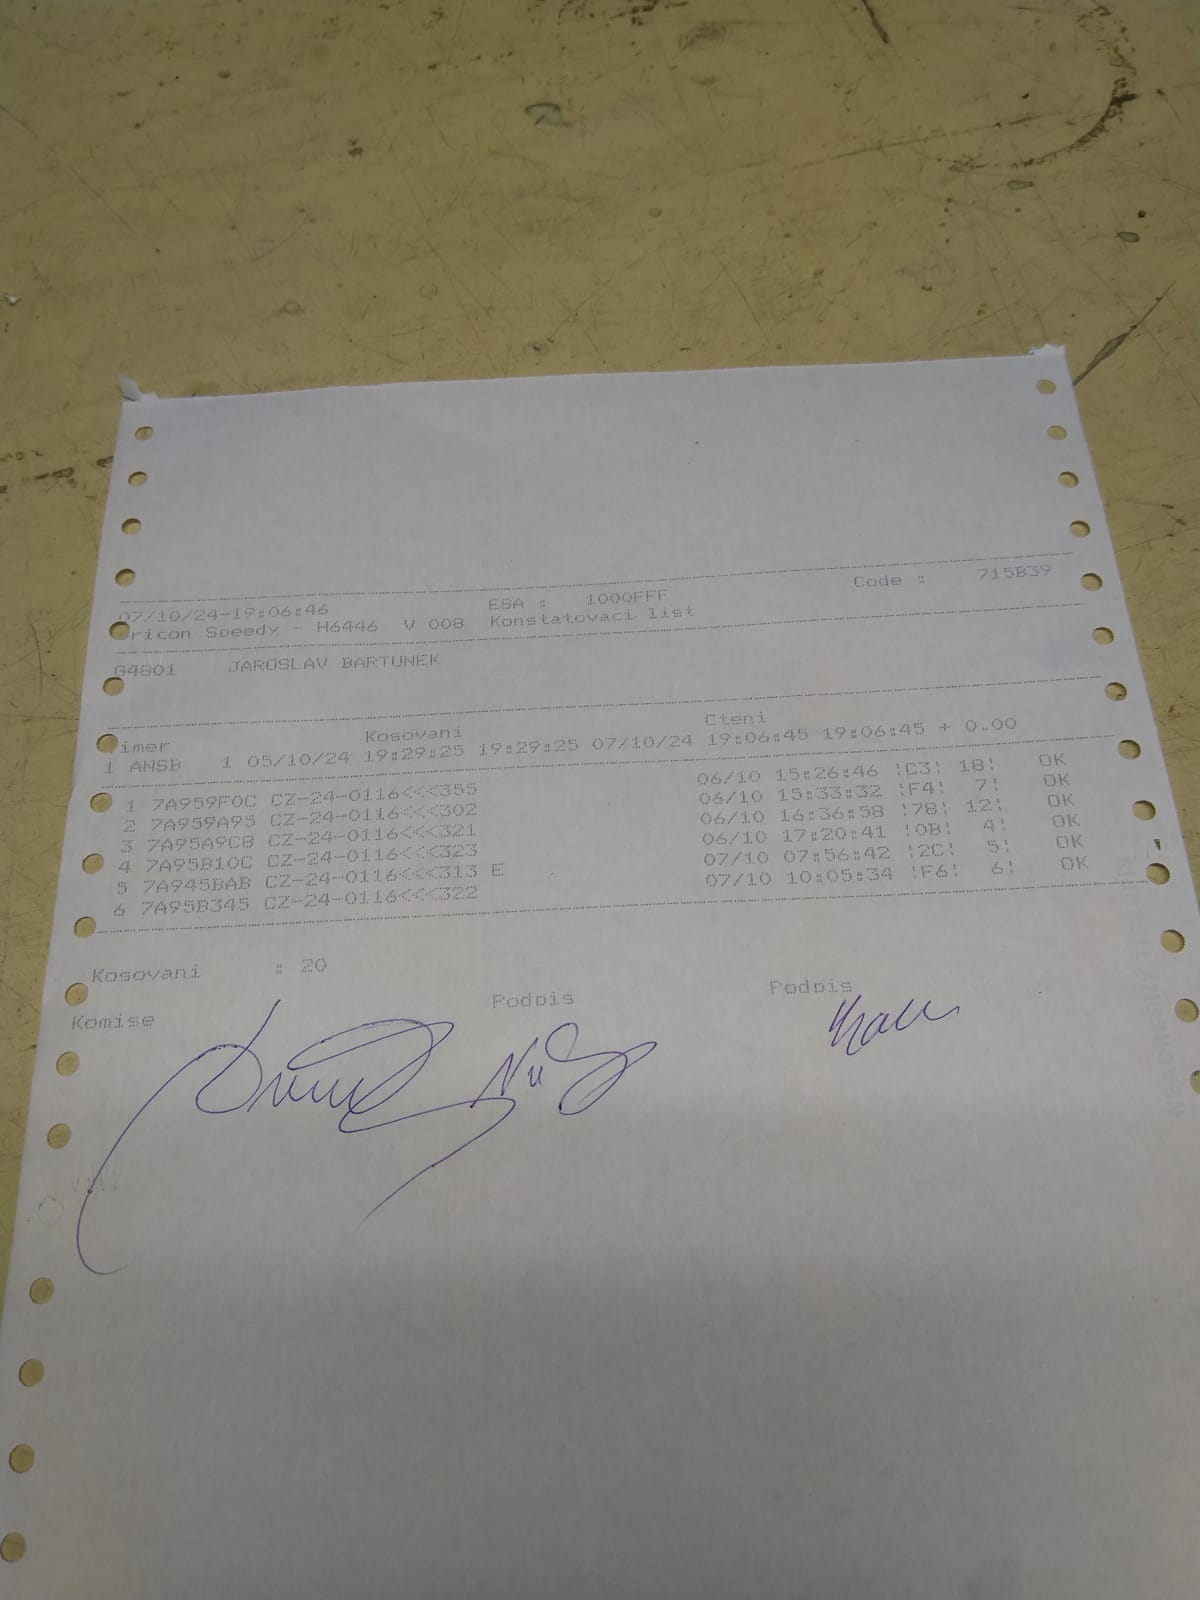 07/10/24-19:06:46 ESA : 1000FFF Code : 715B39
ricon Speedy - H6446 V 008 Konstatovaci list
04801 JAROSLAV BARTUNEK
imer Kosovani Cteni
1 ANSB 1 05/10/24 19:29:25 19:29:25 07/10/24 19:06:45 19:06:45 + 0.00
1 7A959F0C CZ-24-0116<<<355 06/10 15:26:46 !C3! 18! OK
2 7A959A95 CZ-24-0116<<<302 06/10 15:33:32 !F4! 7! OK
3 7A95A9C8 CZ-24-0116<<<321 06/10 16:36:58 !78! 12! OK
4 7A95B10C CZ-24-0116<<<323 06/10 17:20:41 !0B! 4! OK
5 7A945BAB CZ-24-0116<<<313 E 07/10 07:56:42 !2C! 5! OK
6 7A95B345 CZ-24-0116<<<322 07/10 10:05:34 !F6! 6! OK
Kosovani : 20
Komise Podpis Podpis